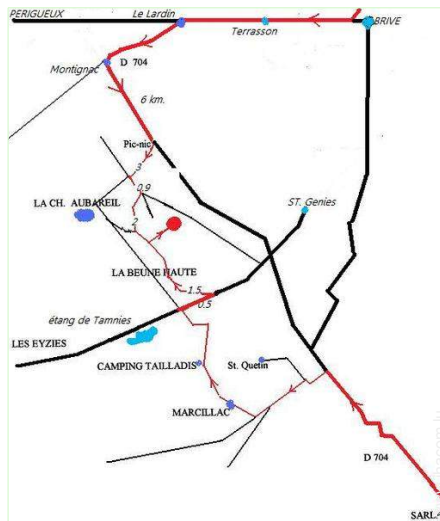 PERIGUEUX
Le Lardin
BRIVE
Terrasson
Montignac
D 704
6 km.
Pic-nic
3
0.9
LA CH. AUBAREIL
ST. Genies
2
LA BEUNE HAUTE
1.5
0.5
étang de Tamnies
LES EYZIES
CAMPING TAILLADIS
St. Quetin
MARCILLAC
D 704
SARLA